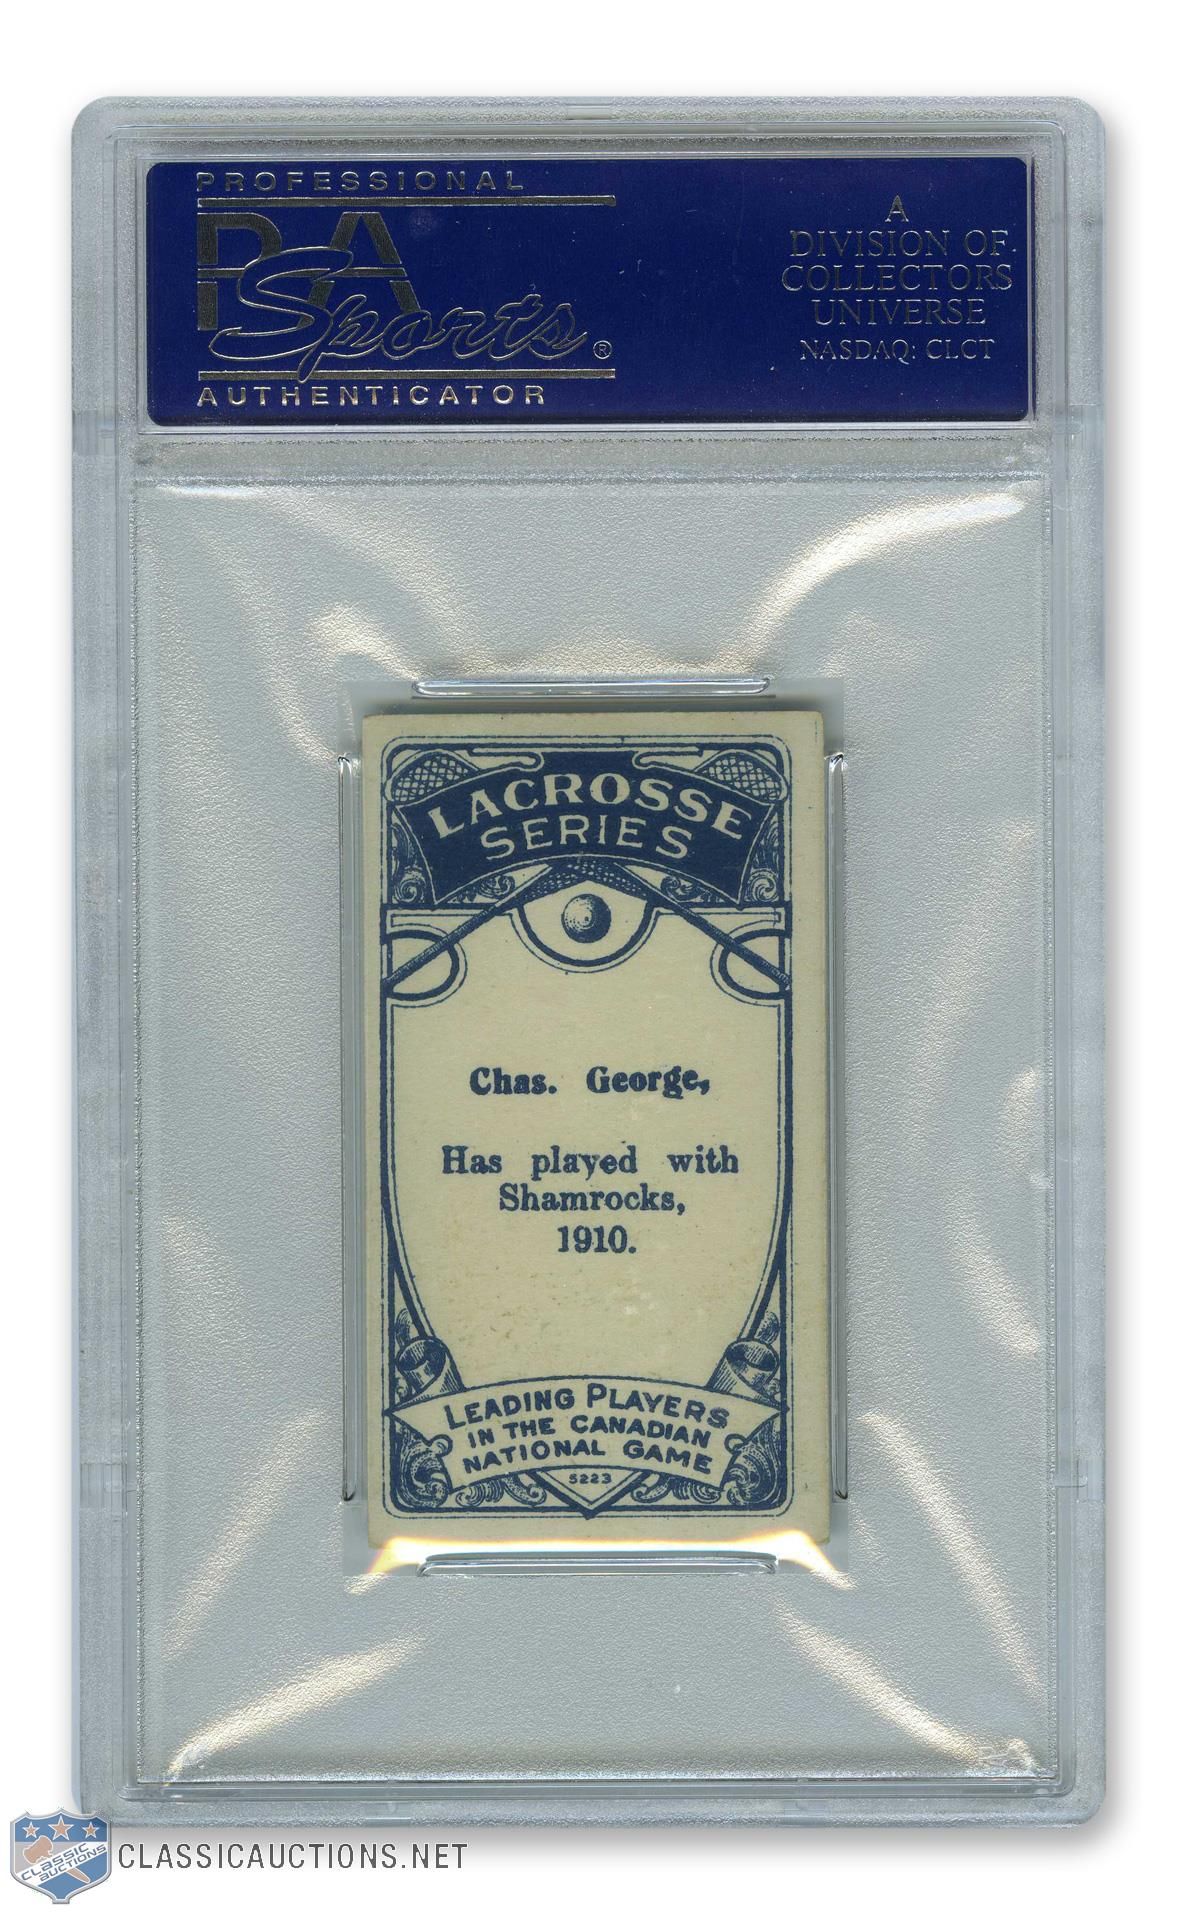 PROFESSIONAL
PSA
Sports®
AUTHENTICATOR
A
DIVISION OF
COLLECTORS
UNIVERSE
NASDAQ: CLCT
LACROSSE
SERIES
Chas. George,
Has played with
Shamrocks,
1910.
LEADING PLAYERS
IN THE CANADIAN
NATIONAL GAME
5223
CLASSIC
AUCTIONS
CLASSICAUCTIONS.NET